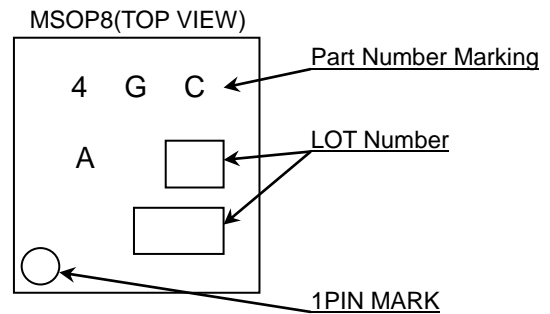 MSOP8(TOP VIEW)
Part Number Marking
4 G C
LOT Number
A
1PIN MARK